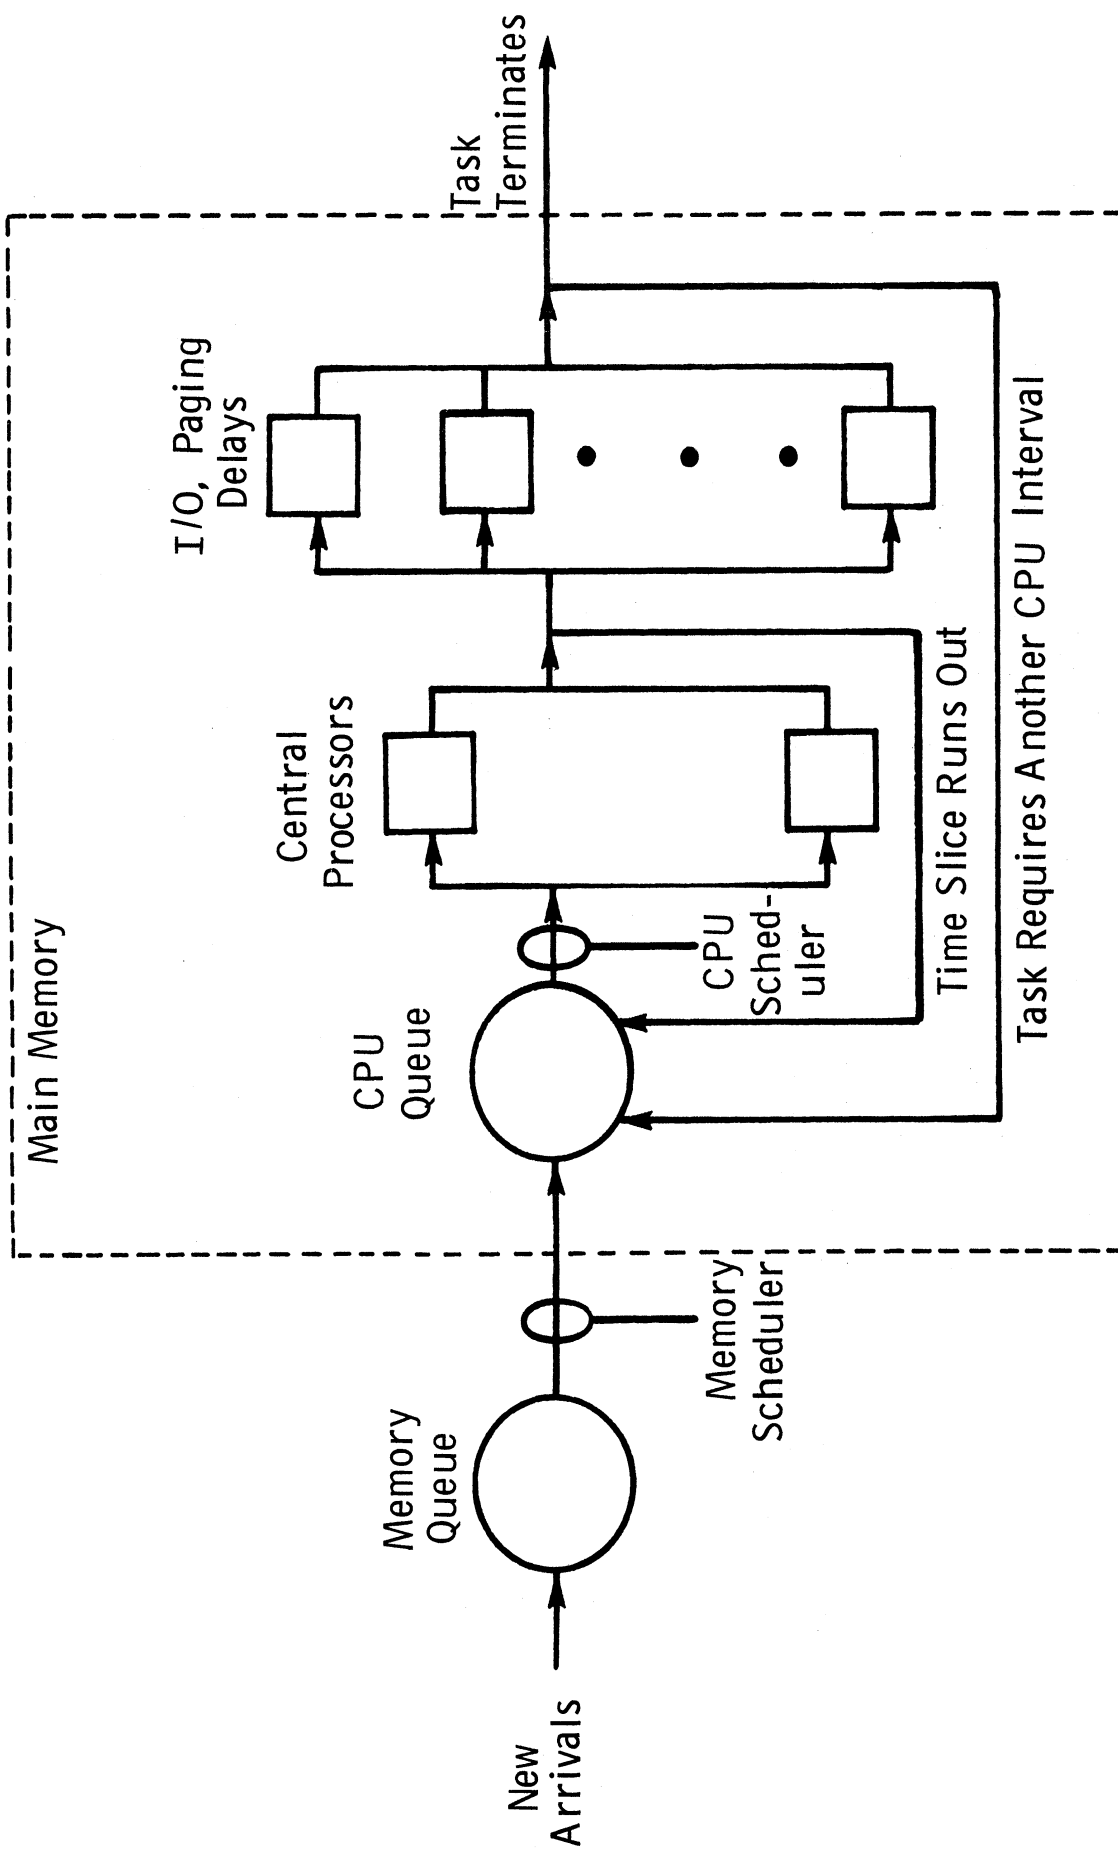 Main Memory
I/O, Paging
Delays
Central
Processors
CPU
Queue
Memory
Queue
Task
Terminates
New
Arrivals
Memory
Scheduler
CPU
Sched-
uler
Time Slice Runs Out
Task Requires Another CPU Interval